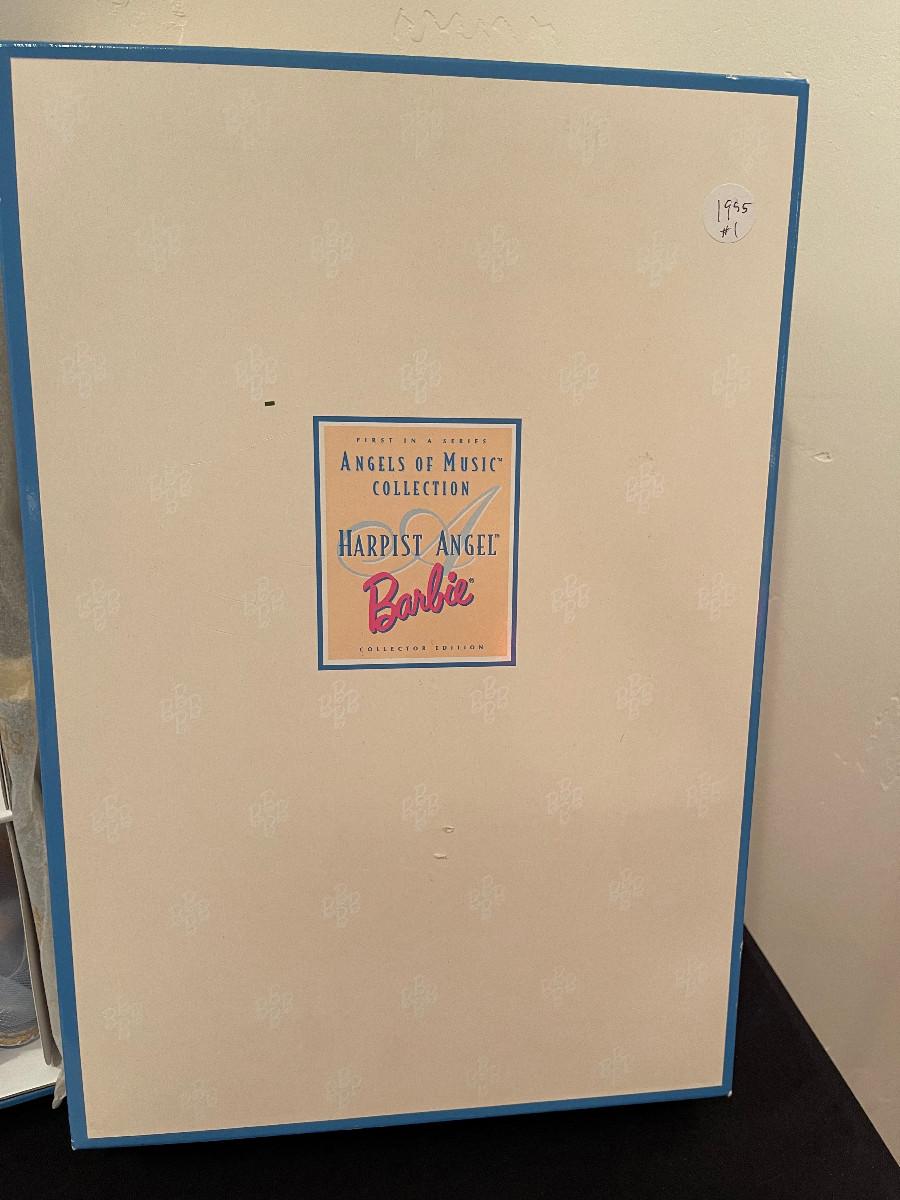 1995
#1
FIRST IN A SERIES
ANGELS OF MUSIC™
COLLECTION
A
HARPIST ANGEL™
Barbie®
COLLECTOR EDITION